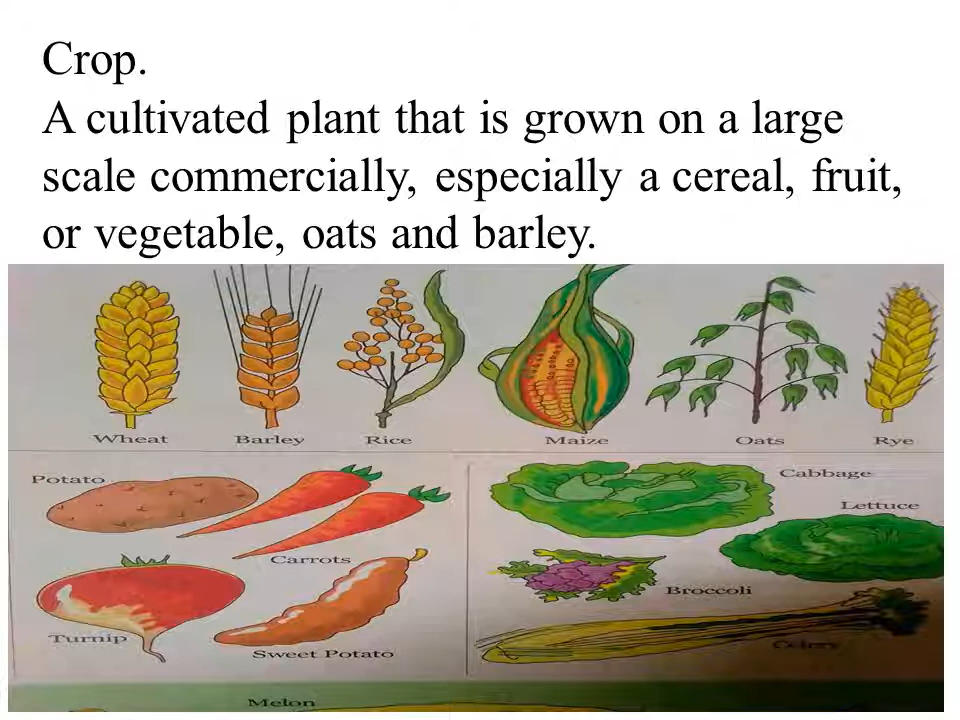 Crop.
A cultivated plant that is grown on a large
scale commercially, especially a cereal, fruit,
or vegetable, oats and barley.
Wheat
Barley
Rice
Maize
Oats
Rye
Potato
Carrots
Turnip
Sweet Potato
Cabbage
Lettuce
Broccoli
Celery
Melon